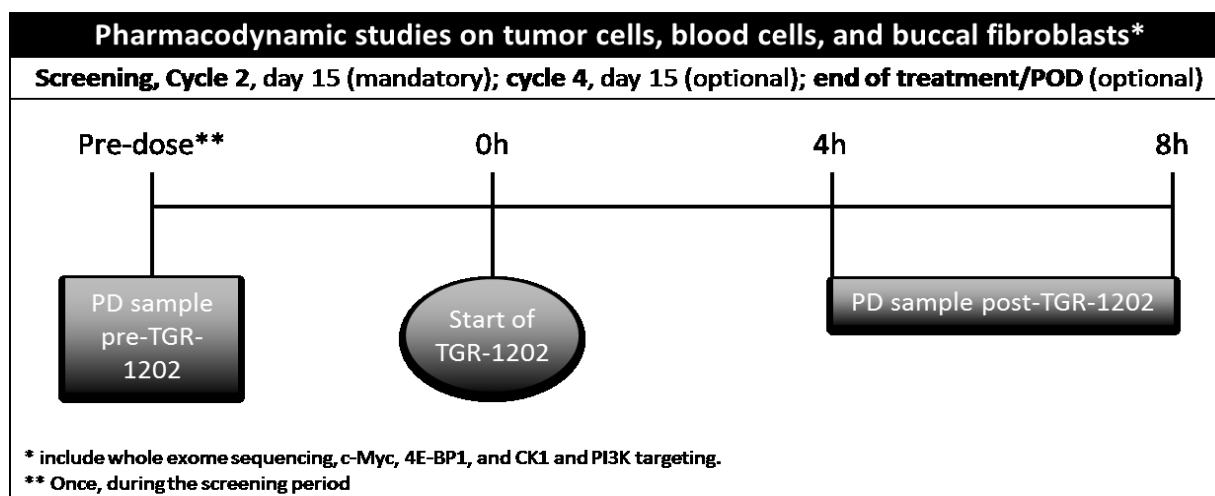 Pharmacodynamic studies on tumor cells, blood cells, and buccal fibroblasts*
Screening, Cycle 2, day 15 (mandatory); cycle 4, day 15 (optional); end of treatment/POD (optional)
Pre-dose** 0h 4h 8h
PD sample
pre-TGR-
1202
Start of
TGR-1202
PD sample post-TGR-1202
* include whole exome sequencing, c-Myc, 4E-BP1, and CK1 and PI3K targeting.
** Once, during the screening period